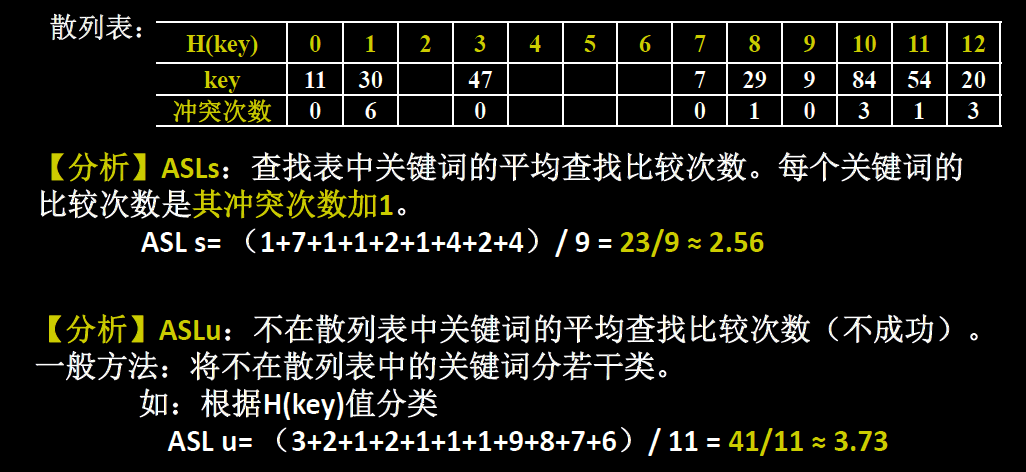 散列表：
H(key) 0 1 2 3 4 5 6 7 8 9 10 11 12
key 11 30 47 7 29 9 84 54 20
冲突次数 0 6 0 0 1 0 3 1 3
【分析】ASLs：查找表中关键词的平均查找比较次数。每个关键词的
比较次数是其冲突次数加1。
ASL s= （1+7+1+1+2+1+4+2+4）/ 9 = 23/9 ≈ 2.56
【分析】ASLu：不在散列表中关键词的平均查找比较次数（不成功）。
一般方法：将不在散列表中的关键词分若干类。
如：根据H(key)值分类
ASL u= （3+2+1+2+1+1+1+9+8+7+6）/ 11 = 41/11 ≈ 3.73